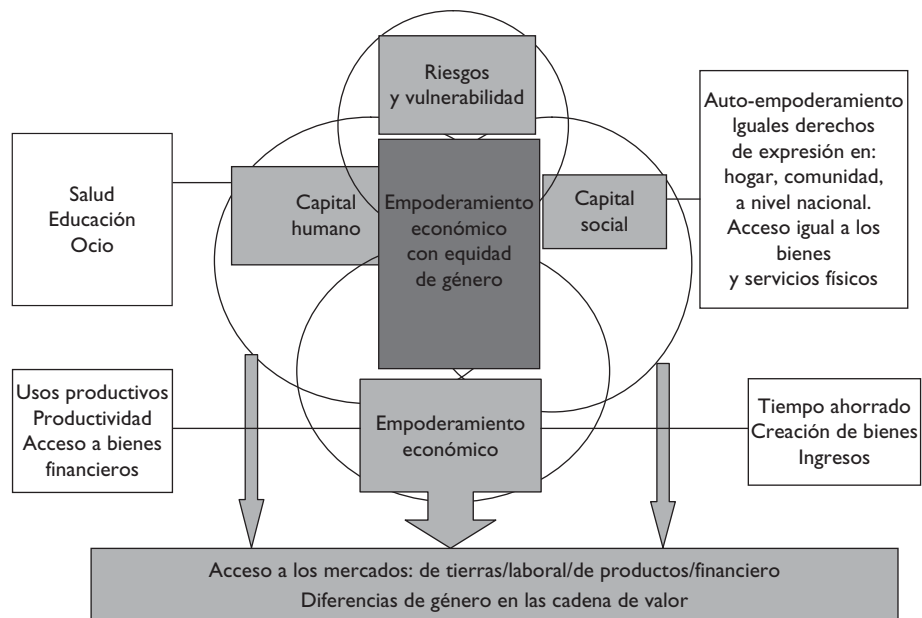 Riesgos
y vulnerabilidad
Auto-empoderamiento
Iguales derechos
de expresión en:
hogar, comunidad,
a nivel nacional.
Acceso igual a los
bienes
y servicios físicos
Salud
Educación
Ocio
Capital
humano
Empoderamiento
económico
con equidad
de género
Capital
social
Usos productivos
Productividad
Acceso a bienes
financieros
Empoderamiento
económico
Tiempo ahorrado
Creación de bienes
Ingresos
Acceso a los mercados: de tierras/laboral/de productos/financiero
Diferencias de género en las cadena de valor